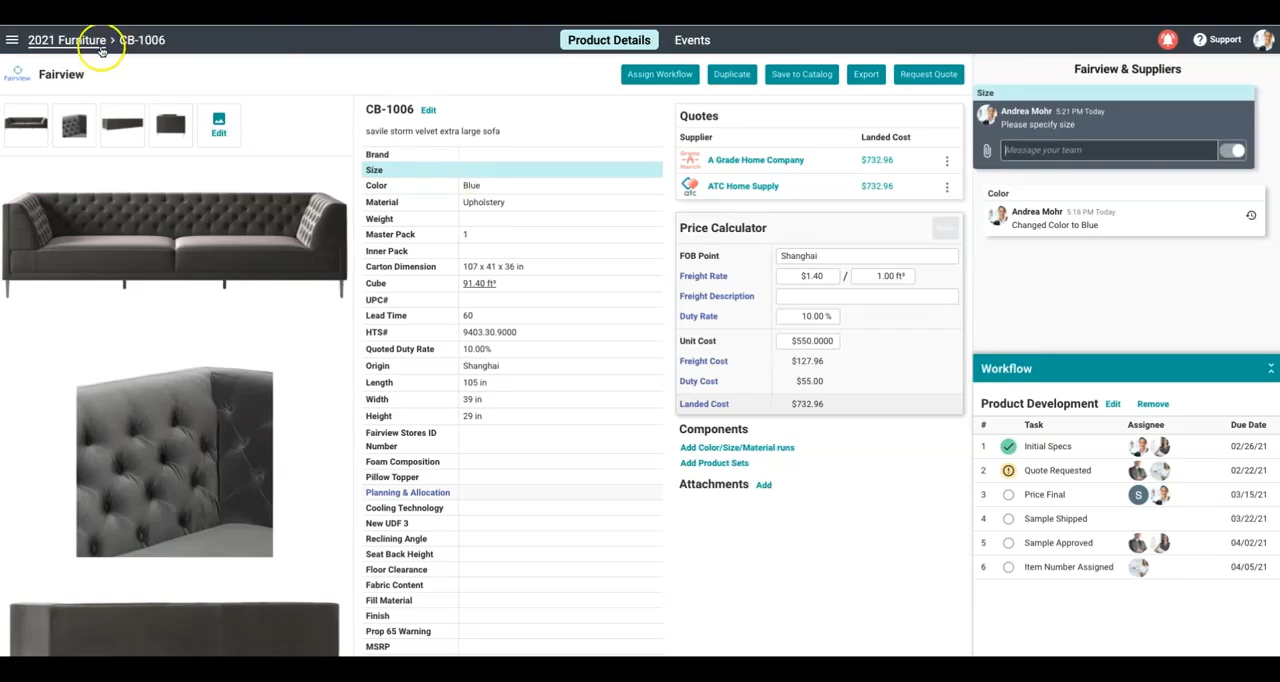 2021 Furniture > CB-1006
Product Details
Events
Support
Fairview
Fairview
Assign Workflow
Duplicate
Save to Catalog
Export
Request Quote
Edit
CB-1006 Edit
savile storm velvet extra large sofa
Brand
Size
Color Blue
Material Upholstery
Weight
Master Pack 1
Inner Pack
Carton Dimension 107 x 41 x 36 in
Cube 91.40 ft³
UPC#
Lead Time 60
HTS# 9403.30.9000
Quoted Duty Rate 10.00%
Origin Shanghai
Length 105 in
Width 39 in
Height 29 in
Fairview Stores ID
Number
Foam Composition
Pillow Topper
Planning & Allocation
Cooling Technology
New UDF 3
Reclining Angle
Seat Back Height
Floor Clearance
Fabric Content
Fill Material
Finish
Prop 65 Warning
MSRP
Quotes
Supplier Landed Cost
A Grade Home Company $732.96
atc ATC Home Supply $732.96
Price Calculator
FOB Point Shanghai
Freight Rate $1.40 / 1.00 ft³
Freight Description
Duty Rate 10.00 %
Unit Cost $550.0000
Freight Cost $127.96
Duty Cost $55.00
Landed Cost $732.96
Components
Add Color/Size/Material runs
Add Product Sets
Attachments Add
Fairview & Suppliers
Size
Andrea Mohr 5:21 PM Today
Please specify size
Message your team
Color
Andrea Mohr 5:18 PM Today
Changed Color to Blue
Workflow
Product Development Edit Remove
# Task Assignee Due Date
1 Initial Specs 02/26/21
2 Quote Requested 02/22/21
3 Price Final S 03/15/21
4 Sample Shipped 03/22/21
5 Sample Approved 04/02/21
6 Item Number Assigned 04/05/21